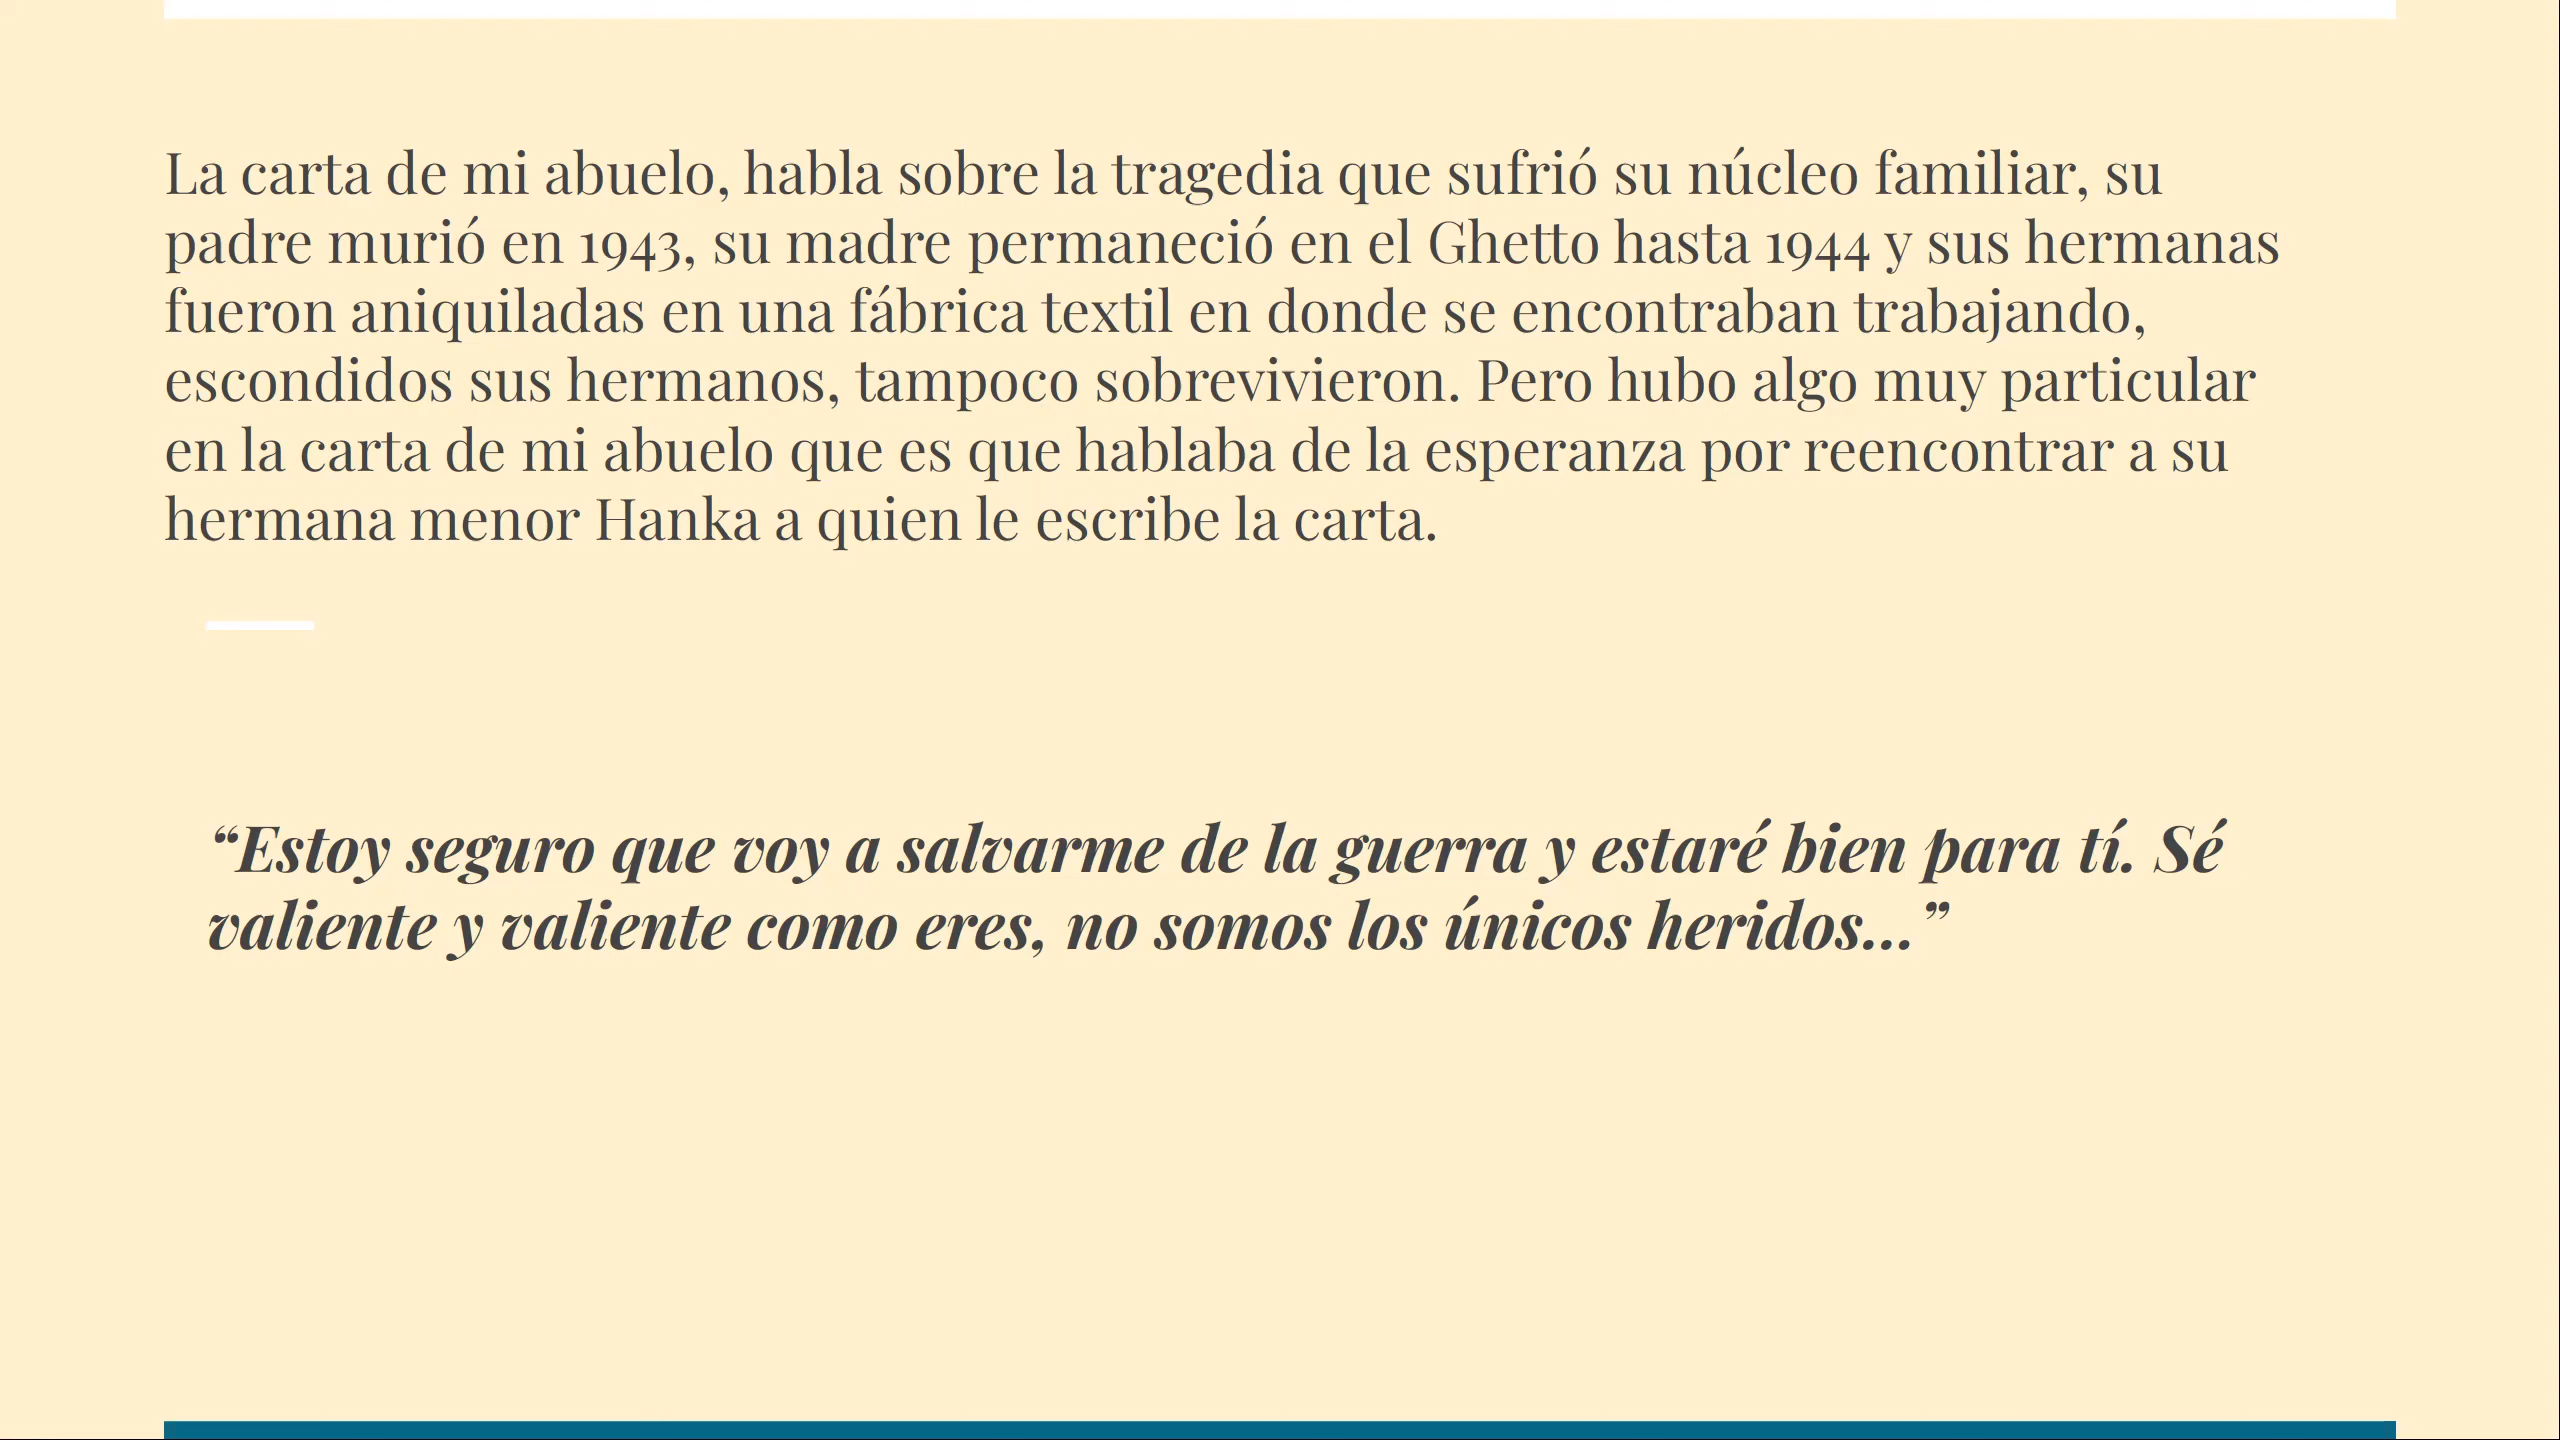 La carta de mi abuelo, habla sobre la tragedia que sufrió su núcleo familiar, su
padre murió en 1943, su madre permaneció en el Ghetto hasta 1944 y sus hermanas
fueron aniquiladas en una fábrica textil en donde se encontraban trabajando,
escondidos sus hermanos, tampoco sobrevivieron. Pero hubo algo muy particular
en la carta de mi abuelo que es que hablaba de la esperanza por reencontrar a su
hermana menor Hanka a quien le escribe la carta.
“Estoy seguro que voy a salvarme de la guerra y estaré bien para tí. Sé
valiente y valiente como eres, no somos los únicos heridos...”